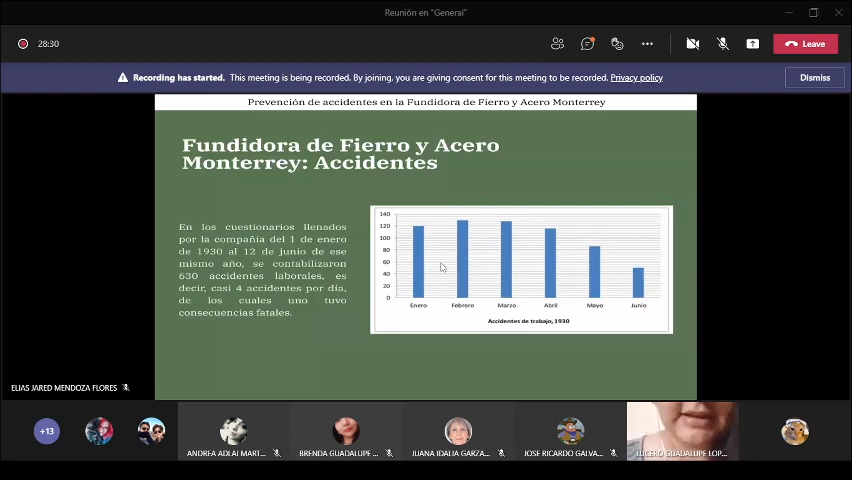 Reunión en "General"
28:30
Leave
Recording has started. This meeting is being recorded. By joining, you are giving consent for this meeting to be recorded. Privacy policy
Dismiss
Prevención de accidentes en la Fundidora de Fierro y Acero Monterrey
Fundidora de Fierro y Acero
Monterrey: Accidentes
En los cuestionarios llenados
por la compañía del 1 de enero
de 1930 al 12 de junio de ese
mismo año, se contabilizaron
630 accidentes laborales, es
decir, casi 4 accidentes por día,
de los cuales uno tuvo
consecuencias fatales.
140
120
100
80
60
40
20
0
Enero Febrero Marzo Abril Mayo Junio
Accidentes de trabajo, 1930
ELIAS JARED MENDOZA FLORES
+13
ANDREA ADLAI MART...
BRENDA GUADALUPE ...
JUANA IDALIA GARZA...
JOSE RICARDO GALVA...
LUCERO GUADALUPE LOP...